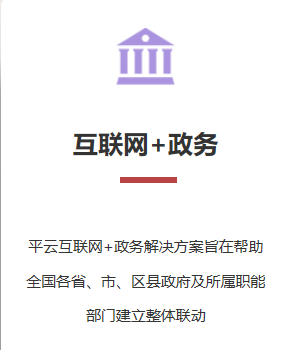 互联网+政务
平云互联网+政务解决方案旨在帮助
全国各省、市、区县政府及所属职能
部门建立整体联动